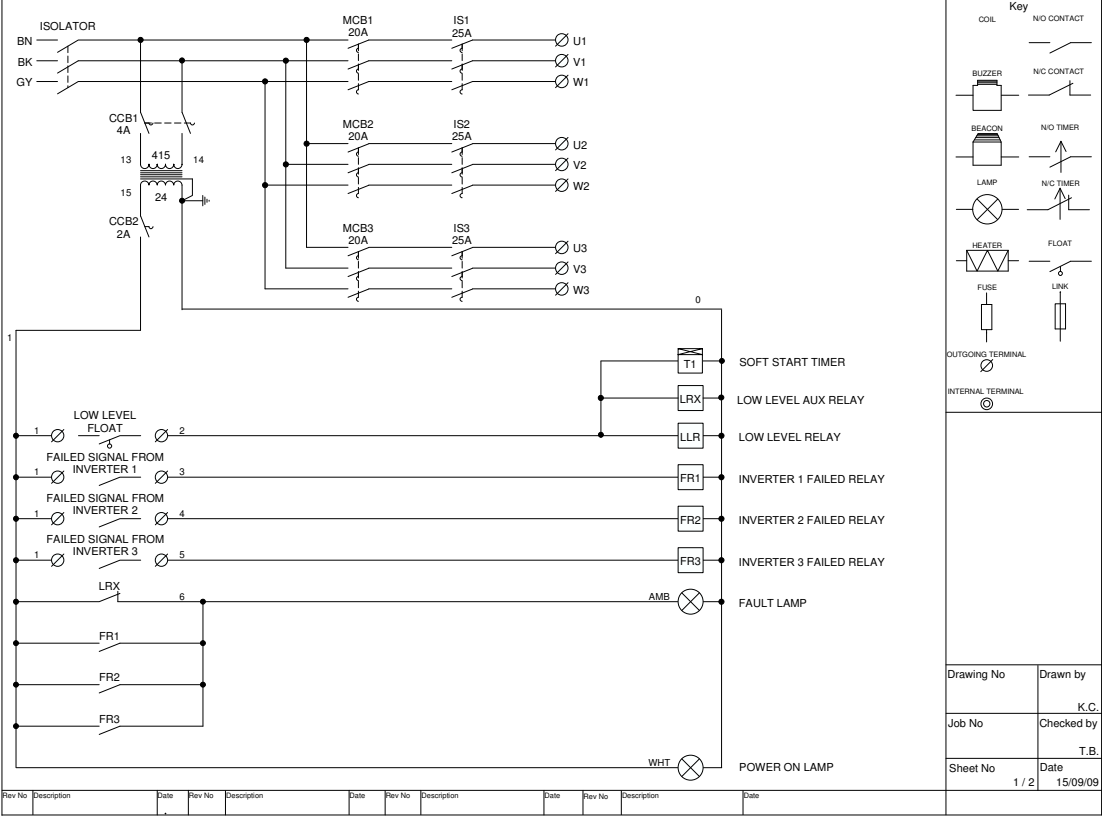 ISOLATOR
BN
BK
GY
MCB1
20A
IS1
25A
U1
V1
W1
CCB1
4A
13
415
14
15
24
CCB2
2A
MCB2
20A
IS2
25A
U2
V2
W2
MCB3
20A
IS3
25A
U3
V3
W3
0
1
T1
SOFT START TIMER
LRX
LOW LEVEL AUX RELAY
LOW LEVEL
FLOAT
1
2
LLR
LOW LEVEL RELAY
FAILED SIGNAL FROM
INVERTER 1
1
3
FR1
INVERTER 1 FAILED RELAY
FAILED SIGNAL FROM
INVERTER 2
1
4
FR2
INVERTER 2 FAILED RELAY
FAILED SIGNAL FROM
INVERTER 3
1
5
FR3
INVERTER 3 FAILED RELAY
LRX
6
AMB
FAULT LAMP
FR1
FR2
FR3
WHT
POWER ON LAMP
Key
COIL
N/O CONTACT
BUZZER
N/C CONTACT
BEACON
N/O TIMER
LAMP
N/C TIMER
HEATER
FLOAT
FUSE
LINK
OUTGOING TERMINAL
INTERNAL TERMINAL
Drawing No
Drawn by
K.C.
Job No
Checked by
T.B.
Sheet No
1 / 2
Date
15/09/09
Rev No Description Date Rev No Description Date Rev No Description Date Rev No Description Date